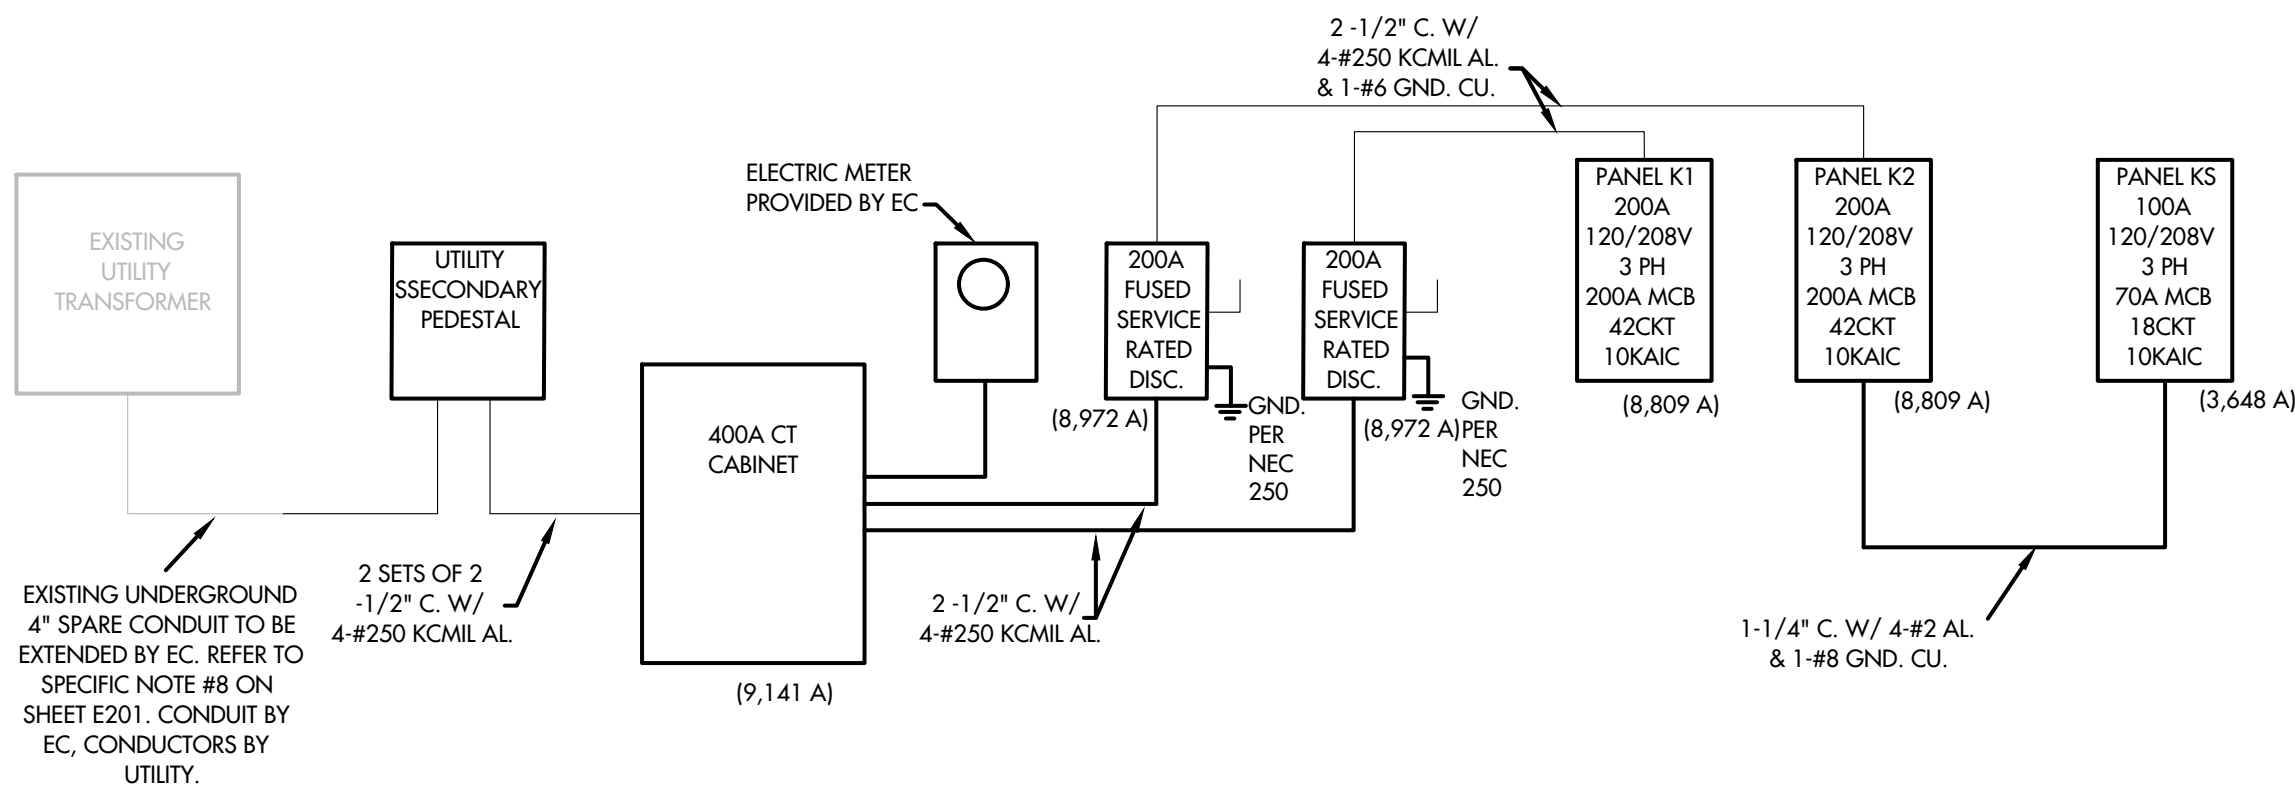 2 -1/2" C. W/
4-#250 KCMIL AL.
& 1-#6 GND. CU.
ELECTRIC METER
PROVIDED BY EC
EXISTING
UTILITY
TRANSFORMER
UTILITY
SSECONDARY
PEDESTAL
400A CT
CABINET
(9,141 A)
200A
FUSED
SERVICE
RATED
DISC.
(8,972 A)
GND.
PER
NEC
250
200A
FUSED
SERVICE
RATED
DISC.
(8,972 A)
GND.
PER
NEC
250
PANEL K1
200A
120/208V
3 PH
200A MCB
42CKT
10KAIC
(8,809 A)
PANEL K2
200A
120/208V
3 PH
200A MCB
42CKT
10KAIC
(8,809 A)
PANEL KS
100A
120/208V
3 PH
70A MCB
18CKT
10KAIC
(3,648 A)
EXISTING UNDERGROUND
4" SPARE CONDUIT TO BE
EXTENDED BY EC. REFER TO
SPECIFIC NOTE #8 ON
SHEET E201. CONDUIT BY
EC, CONDUCTORS BY
UTILITY.
2 SETS OF 2
-1/2" C. W/
4-#250 KCMIL AL.
2 -1/2" C. W/
4-#250 KCMIL AL.
1-1/4" C. W/ 4-#2 AL.
& 1-#8 GND. CU.